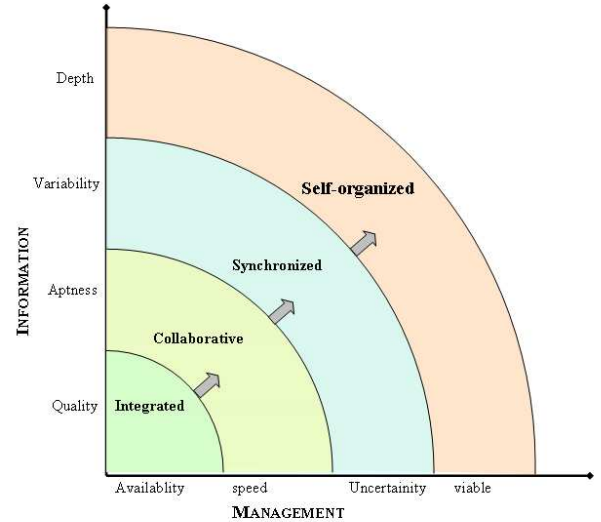 Depth
Variability
Self-organized
Synchronized
Aptness
Collaborative
Quality
Integrated
INFORMATION
Availablity speed Uncertainity viable
MANAGEMENT